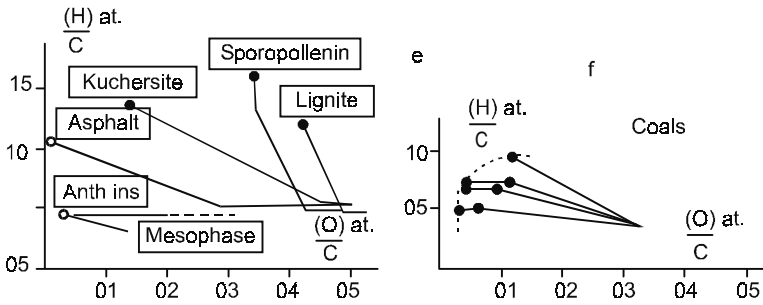 (H) at.
C
Sporopollenin
Kuchersite
Lignite
15
Asphalt
10
Anth ins
Mesophase
(O) at.
C
05
01
02
03
04
05
e
f
(H) at.
C
Coals
10
05
(O) at.
C
01
02
03
04
05